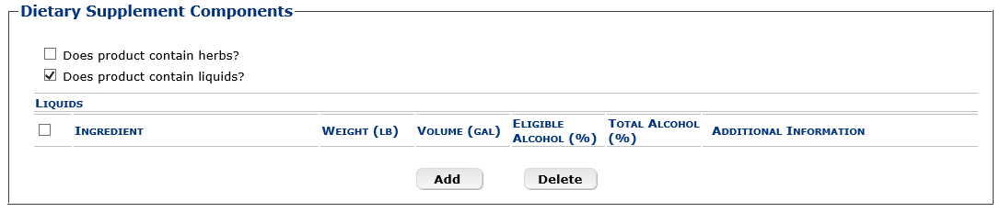 Dietary Supplement Components
Does product contain herbs?
Does product contain liquids?
LIQUIDS
INGREDIENT WEIGHT (LB) VOLUME (GAL) ELIGIBLE ALCOHOL (%) TOTAL ALCOHOL (%) ADDITIONAL INFORMATION
Add Delete